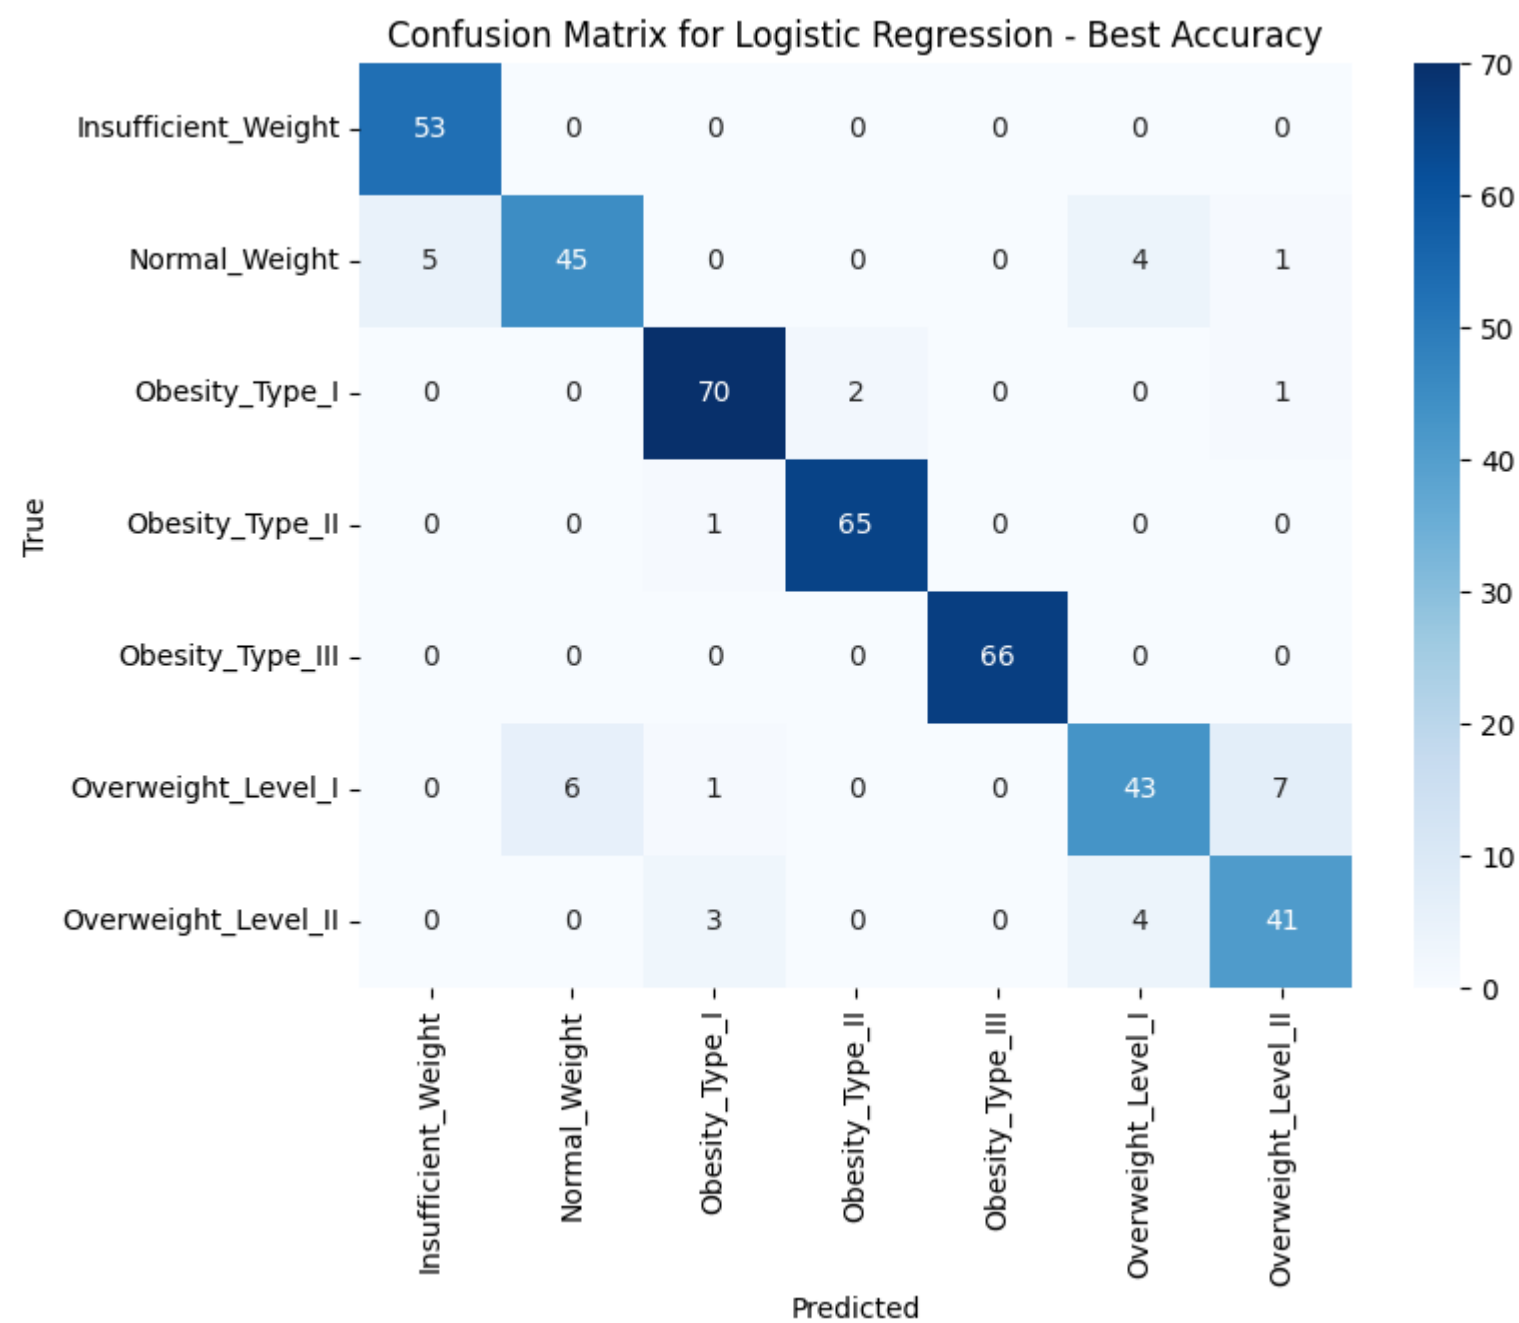 Confusion Matrix for Logistic Regression - Best Accuracy
Insufficient_Weight 53 0 0 0 0 0 0
Normal_Weight 5 45 0 0 0 4 1
Obesity_Type_I 0 0 70 2 0 0 1
Obesity_Type_II 0 0 1 65 0 0 0
Obesity_Type_III 0 0 0 0 66 0 0
Overweight_Level_I 0 6 1 0 0 43 7
Overweight_Level_II 0 0 3 0 0 4 41
True
Insufficient_Weight
Normal_Weight
Obesity_Type_I
Obesity_Type_II
Obesity_Type_III
Overweight_Level_I
Overweight_Level_II
Predicted
70
60
50
40
30
20
10
0